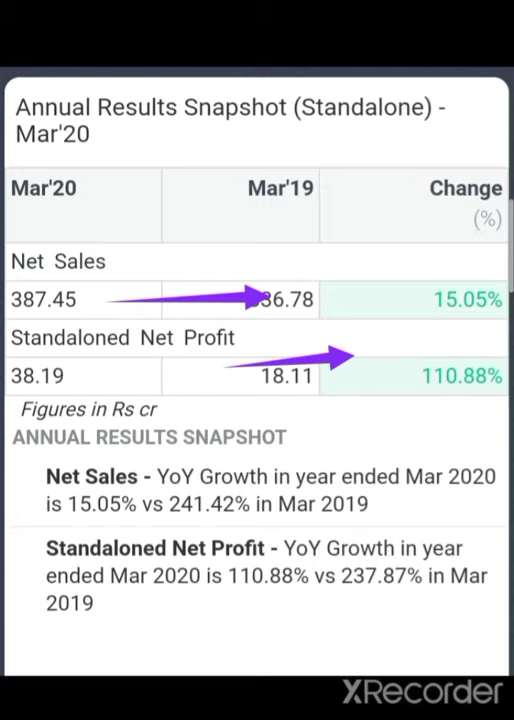 Annual Results Snapshot (Standalone) -
Mar'20
Mar'20 Mar'19 Change
(%)
Net Sales
387.45 36.78 15.05%
Standaloned Net Profit
38.19 18.11 110.88%
Figures in Rs cr
ANNUAL RESULTS SNAPSHOT
Net Sales - YoY Growth in year ended Mar 2020
is 15.05% vs 241.42% in Mar 2019
Standaloned Net Profit - YoY Growth in year
ended Mar 2020 is 110.88% vs 237.87% in Mar
2019
XRecorder